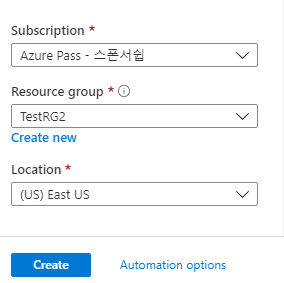 Subscription *
Azure Pass - 스폰서쉽
Resource group *
TestRG2
Create new
Location *
(US) East US
Create
Automation options